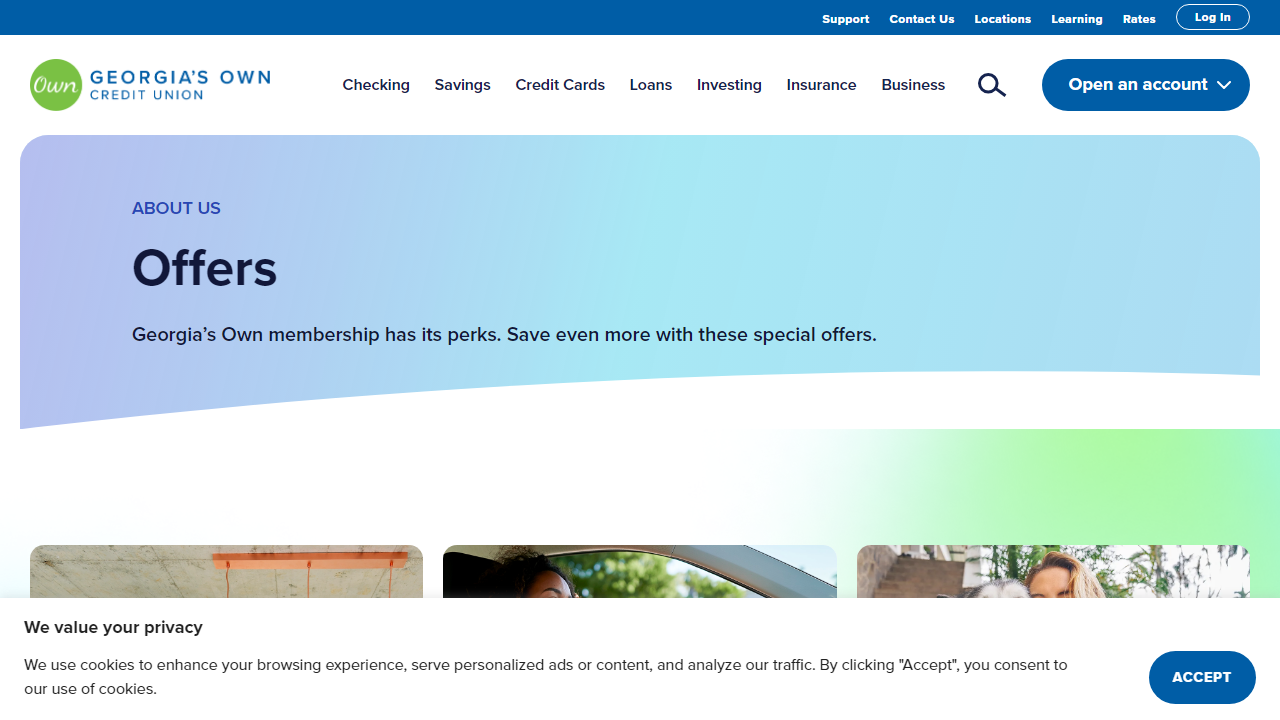 Support Contact Us Locations Learning Rates Log In
Own GEORGIA'S OWN
CREDIT UNION
Checking Savings Credit Cards Loans Investing Insurance Business Open an account
ABOUT US
Offers
Georgia’s Own membership has its perks. Save even more with these special offers.
We value your privacy
We use cookies to enhance your browsing experience, serve personalized ads or content, and analyze our traffic. By clicking "Accept", you consent to
our use of cookies.
ACCEPT